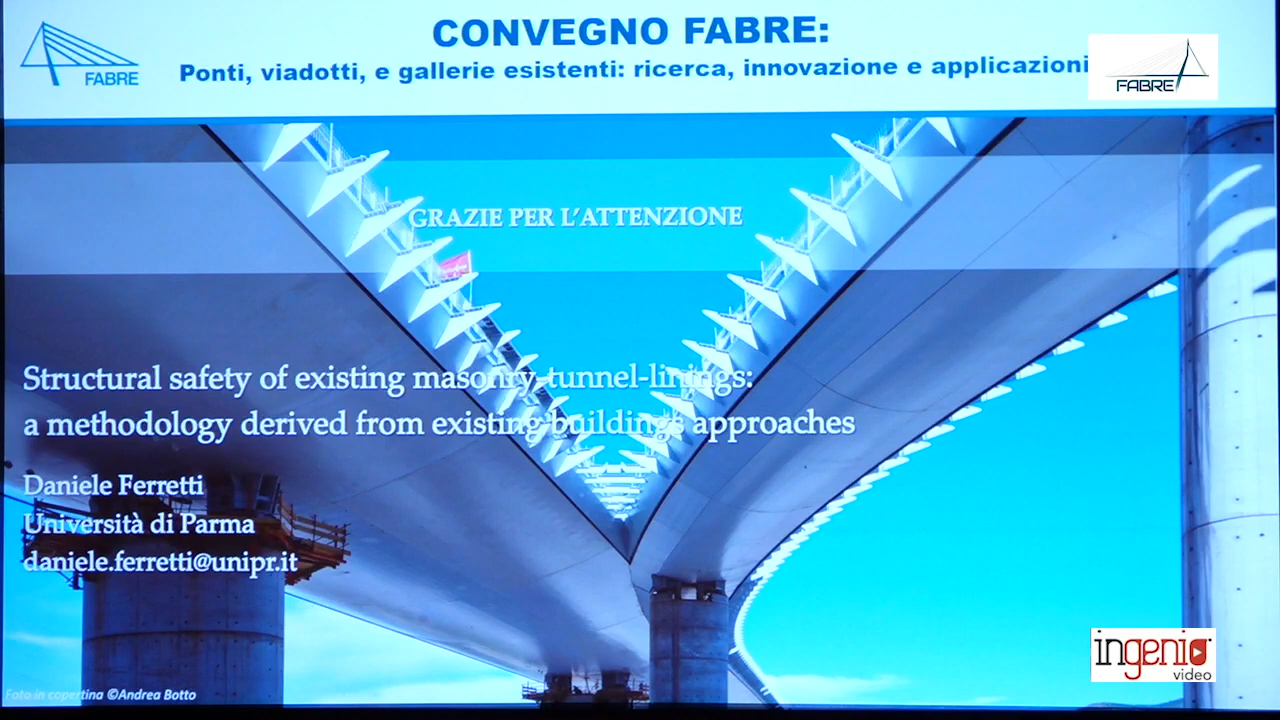 CONVEGNO FABRE:
Ponti, viadotti, e gallerie esistenti: ricerca, innovazione e applicazioni
FABRE
FABRE
GRAZIE PER L'ATTENZIONE
Structural safety of existing masonry tunnel-linings:
a methodology derived from existing buildings approaches
Daniele Ferretti
Università di Parma
daniele.ferretti@unipr.it
Foto in copertina ©Andrea Botto
ingenio
video